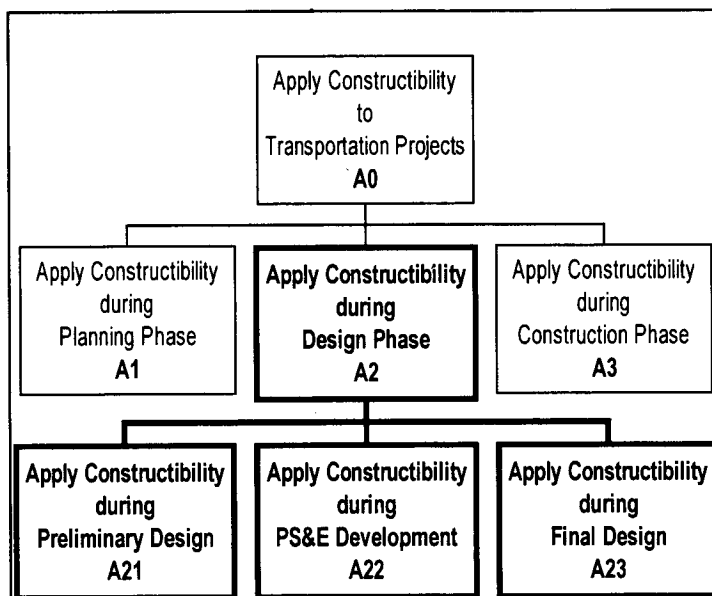 Apply Constructibility
to
Transportation Projects
A0
Apply Constructibility
during
Planning Phase
A1
Apply Constructibility
during
Design Phase
A2
Apply Constructibility
during
Construction Phase
A3
Apply Constructibility
during
Preliminary Design
A21
Apply Constructibility
during
PS&E Development
A22
Apply Constructibility
during
Final Design
A23